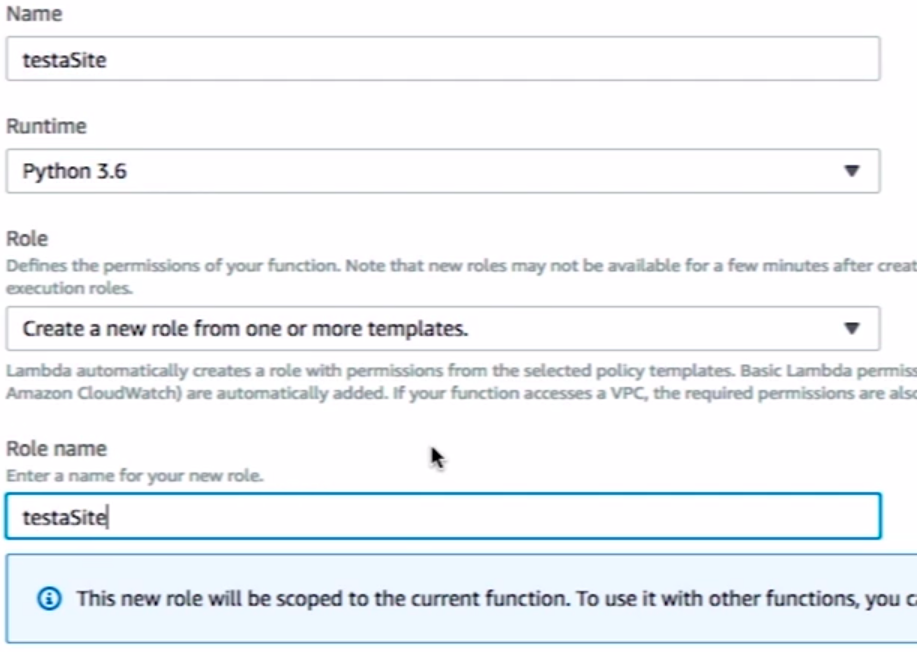 Name
testaSite
Runtime
Python 3.6
Role
Defines the permissions of your function. Note that new roles may not be available for a few minutes after creat
execution roles.
Create a new role from one or more templates.
Lambda automatically creates a role with permissions from the selected policy templates. Basic Lambda permiss
Amazon CloudWatch) are automatically added. If your function accesses a VPC, the required permissions are also
Role name
Enter a name for your new role.
testaSite
This new role will be scoped to the current function. To use it with other functions, you ca